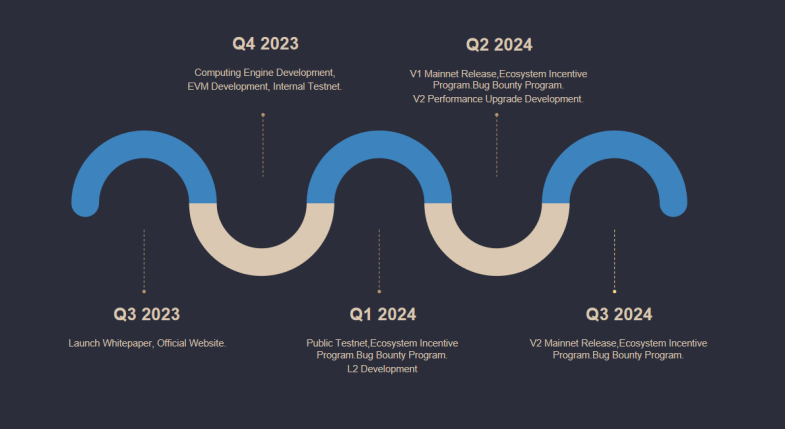 Q4 2023
Computing Engine Development,
EVM Development, Internal Testnet.
Q2 2024
V1 Mainnet Release,Ecosystem Incentive
Program.Bug Bounty Program.
V2 Performance Upgrade Development.
Q3 2023
Launch Whitepaper, Official Website.
Q1 2024
Public Testnet,Ecosystem Incentive
Program.Bug Bounty Program.
L2 Development
Q3 2024
V2 Mainnet Release,Ecosystem Incentive
Program.Bug Bounty Program.